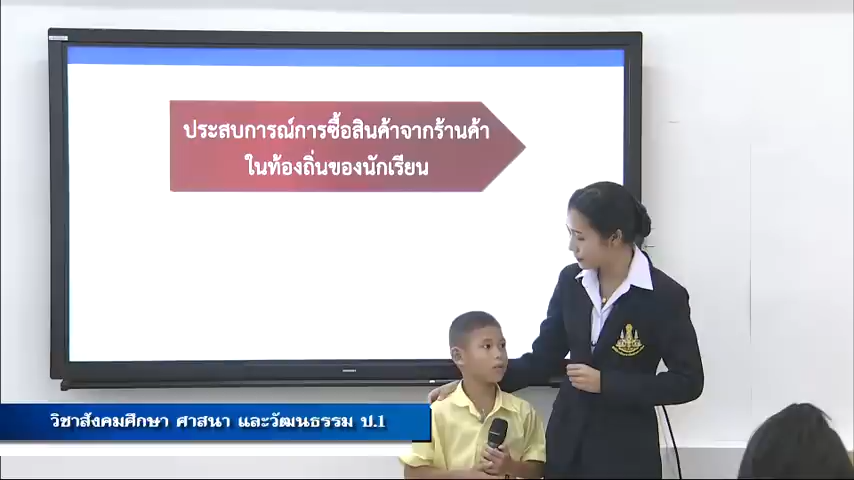 ประสบการณ์การซื้อสินค้าจากร้านค้า
ในท้องถิ่นของนักเรียน
วิชาสังคมศึกษา ศาสนา และวัฒนธรรม ป.1